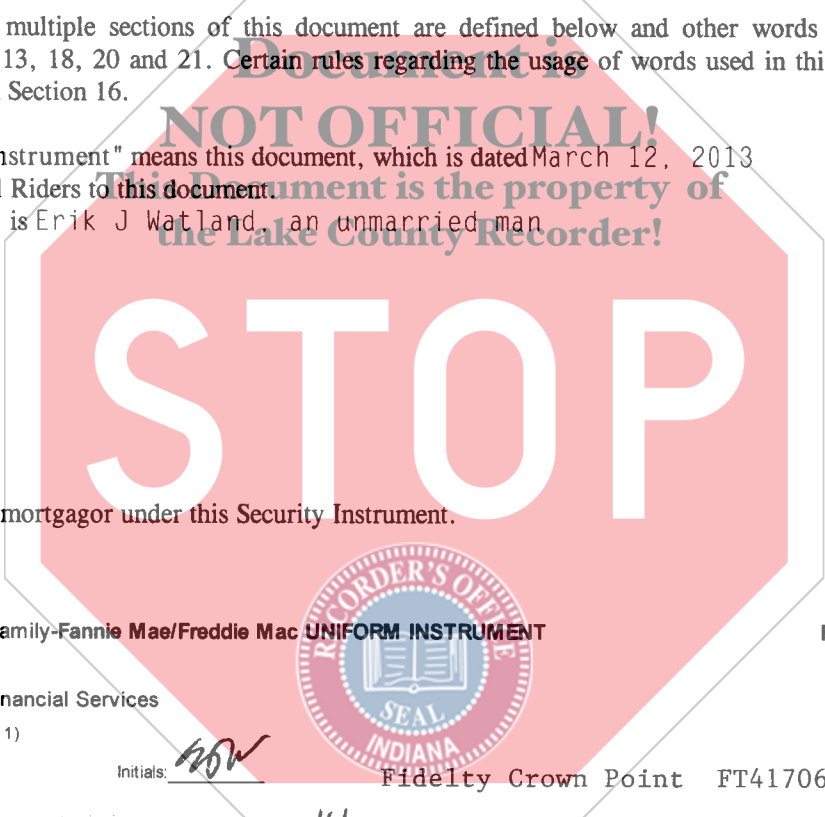 multiple sections of this document are defined below and other words
13, 18, 20 and 21. Certain rules regarding the usage of words used in thi
Section 16.
Document is
NOT OFFICIAL!
This Document is the property of
the Lake County Recorder!
nstrument" means this document, which is dated March 12, 2013
Riders to this document.
is Erik J Watland, an unmarried man
STOP
mortgagor under this Security Instrument.
RECORDER'S OFFICE
SEAL
INDIANA
amily-Fannie Mae/Freddie Mac UNIFORM INSTRUMENT
nancial Services
1)
Initials:
Fidelty Crown Point FT41706